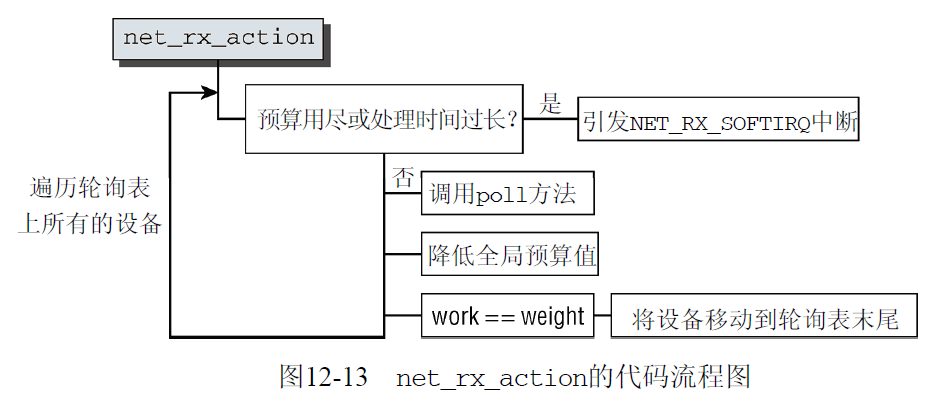 net_rx_action
预算用尽或处理时间过长?
是
引发NET_RX_SOFTIRQ中断
否
调用poll方法
遍历轮询表
上所有的设备
降低全局预算值
work == weight
将设备移动到轮询表末尾
图12-13 net_rx_action的代码流程图